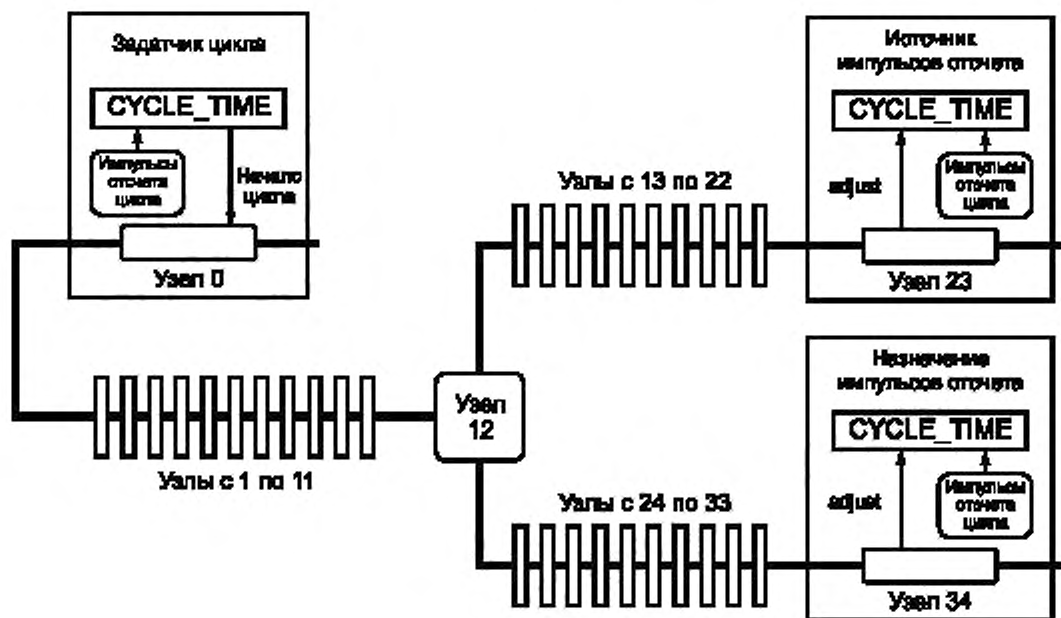 Задатчик цикла
CYCLE_TIME
Импульсы
отсчета
цикла
Начало
цикла
Узел 0
Узлы с 1 по 11
Узел
12
Узлы с 13 по 22
Источник
импульсов отсчета
CYCLE_TIME
adjust
Импульсы
отсчета
цикла
Узел 23
Узлы с 24 по 33
Назначение
импульсов отсчета
CYCLE_TIME
adjust
Импульсы
отсчета
цикла
Узел 34